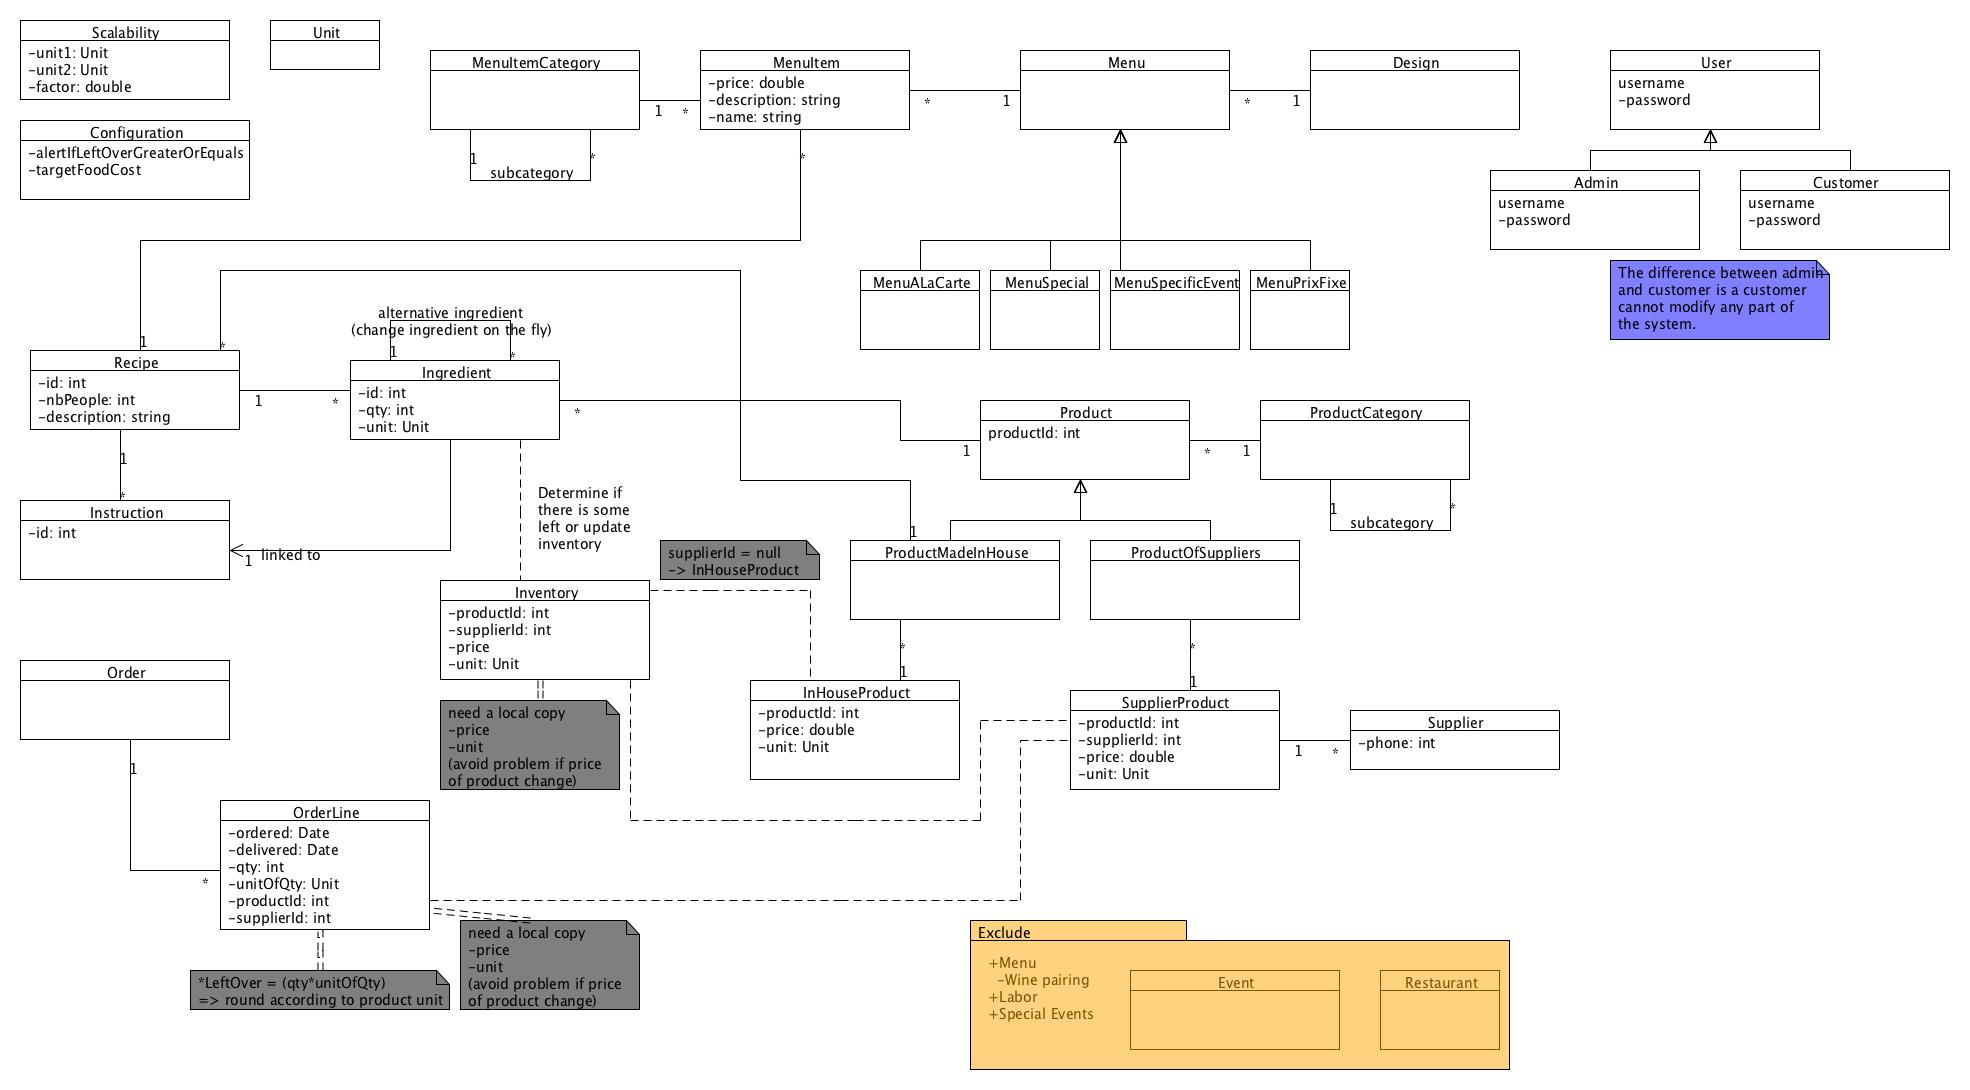 Scalability
-unit1: Unit
-unit2: Unit
-factor: double
Unit
Configuration
-alertIfLeftOverGreaterOrEquals
-targetFoodCost
MenuItemCategory
1
*
subcategory
1
*
MenuItem
-price: double
-description: string
-name: string
*
*
1
Menu
*
1
Design
User
username
-password
Admin
username
-password
Customer
username
-password
The difference between admin
and customer is a customer
cannot modify any part of
the system.
MenuALaCarte
MenuSpecial
MenuSpecificEvent
MenuPrixFixe
alternative ingredient
(change ingredient on the fly)
1
*
1
*
Recipe
-id: int
-nbPeople: int
-description: string
1
*
Ingredient
-id: int
-qty: int
-unit: Unit
*
1
Product
productId: int
*
1
ProductCategory
1
*
subcategory
1
*
Instruction
-id: int
1
linked to
Determine if
there is some
left or update
inventory
supplierId = null
-> InHouseProduct
1
ProductMadeInHouse
ProductOfSuppliers
*
1
*
1
Inventory
-productId: int
-supplierId: int
-price
-unit: Unit
need a local copy
-price
-unit
(avoid problem if price
of product change)
InHouseProduct
-productId: int
-price: double
-unit: Unit
SupplierProduct
-productId: int
-supplierId: int
-price: double
-unit: Unit
1
*
Supplier
-phone: int
Order
1
*
OrderLine
-ordered: Date
-delivered: Date
-qty: int
-unitOfQty: Unit
-productId: int
-supplierId: int
*LeftOver = (qty*unitOfQty)
=> round according to product unit
need a local copy
-price
-unit
(avoid problem if price
of product change)
Exclude
+Menu
-Wine pairing
+Labor
+Special Events
Event
Restaurant